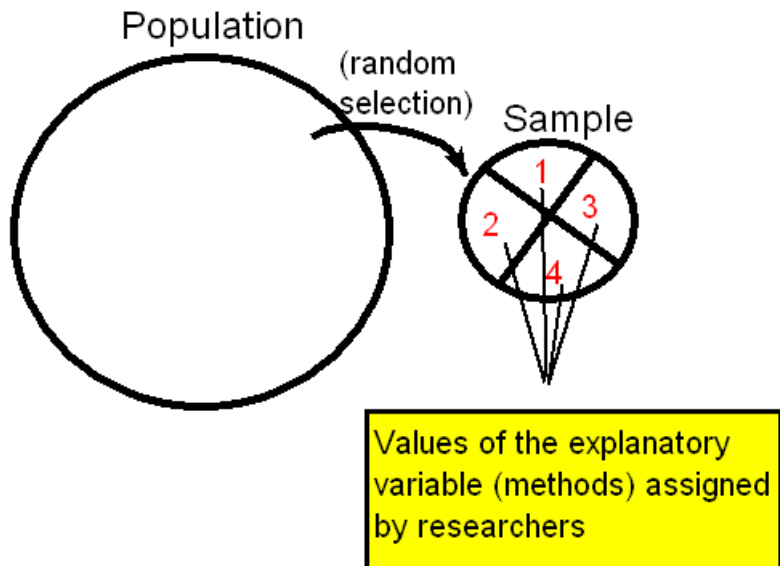 Population
(random
selection)
Sample
1
2
3
4
Values of the explanatory
variable (methods) assigned
by researchers